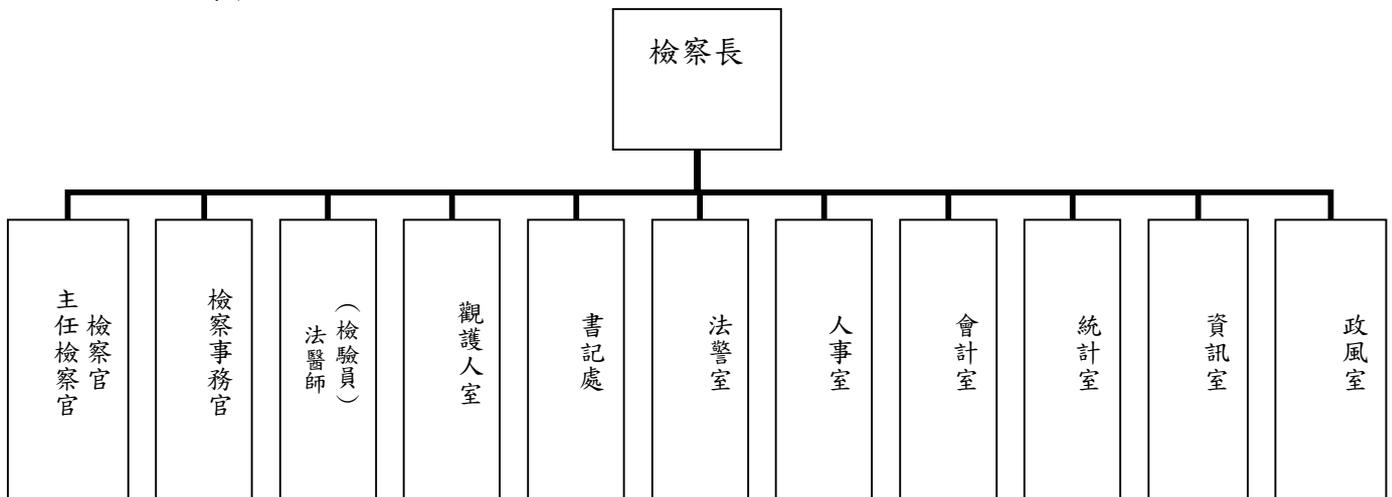 檢察長
主任檢察官
檢察官
檢察事務官
法醫師
（檢驗員）
觀護人室
書記處
法警室
人事室
會計室
統計室
資訊室
政風室